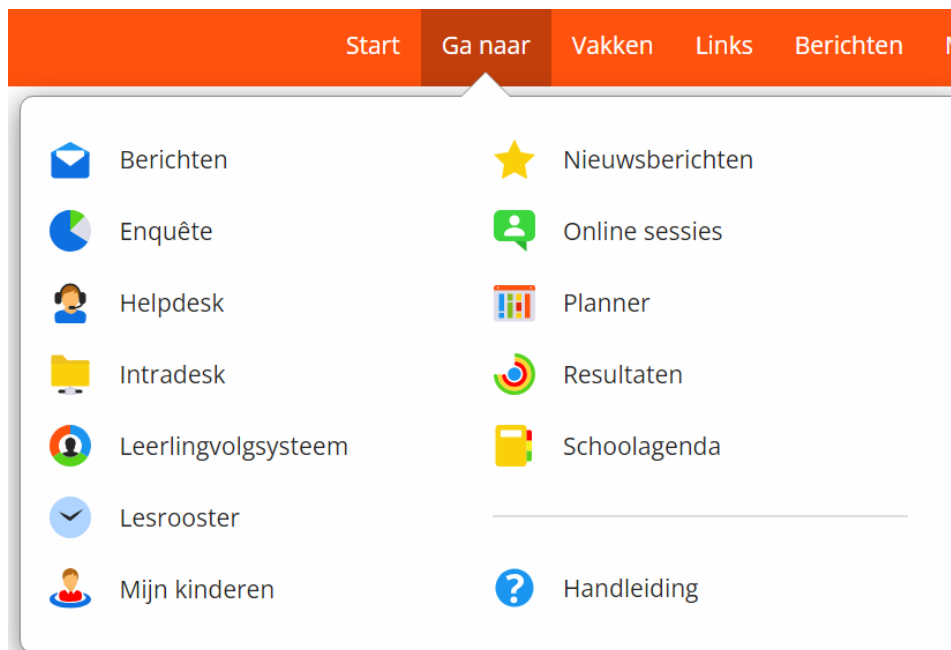 Start Ga naar Vakken Links Berichten
Berichten
Enquête
Helpdesk
Intradesk
Leerlingvolgsysteem
Lesrooster
Mijn kinderen
Nieuwsberichten
Online sessies
Planner
Resultaten
Schoolagenda
Handleiding